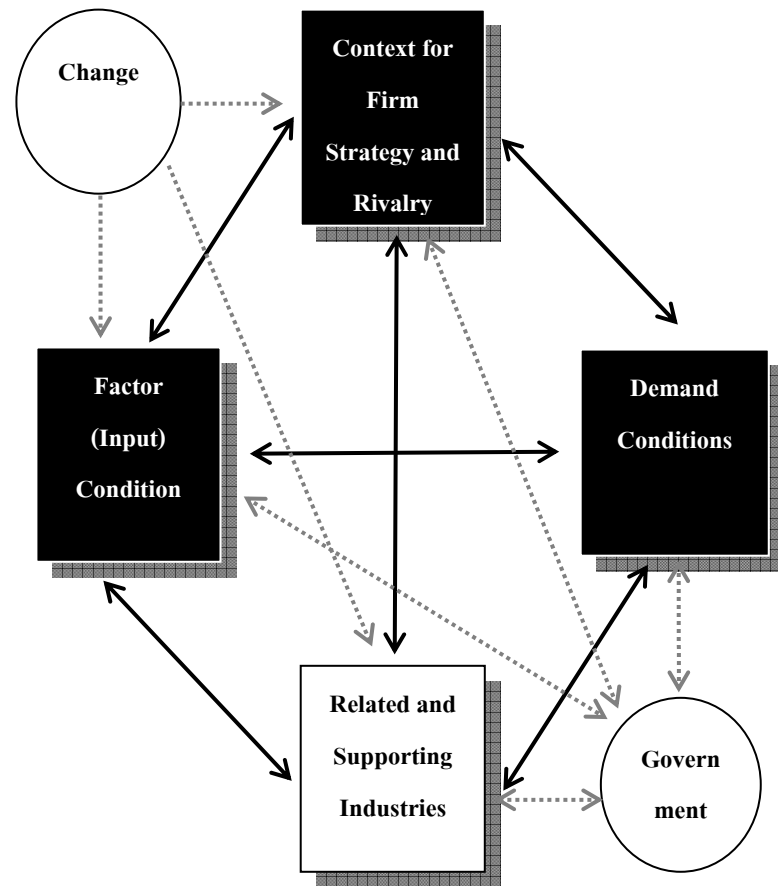 Change
Context for
Firm
Strategy and
Rivalry
Factor
(Input)
Condition
Demand
Conditions
Related and
Supporting
Industries
Govern
ment